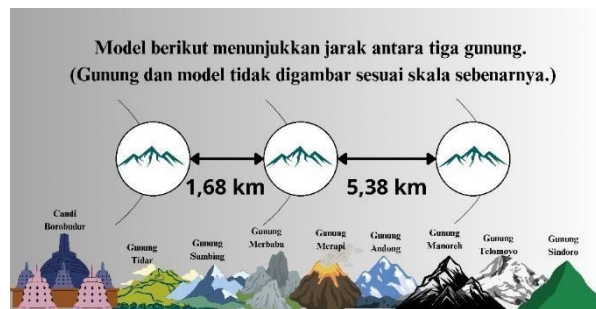 Model berikut menunjukkan jarak antara tiga gunung.
(Gunung dan model tidak digambar sesuai skala sebenarnya.)
1,68 km
5,38 km
Candi
Borobudur
Gunung
Tidar
Gunung
Sumbing
Gunung
Merbabu
Gunung
Merapi
Gunung
Andong
Gunung
Manoreh
Gunung
Telomoyo
Gunung
Sindoro